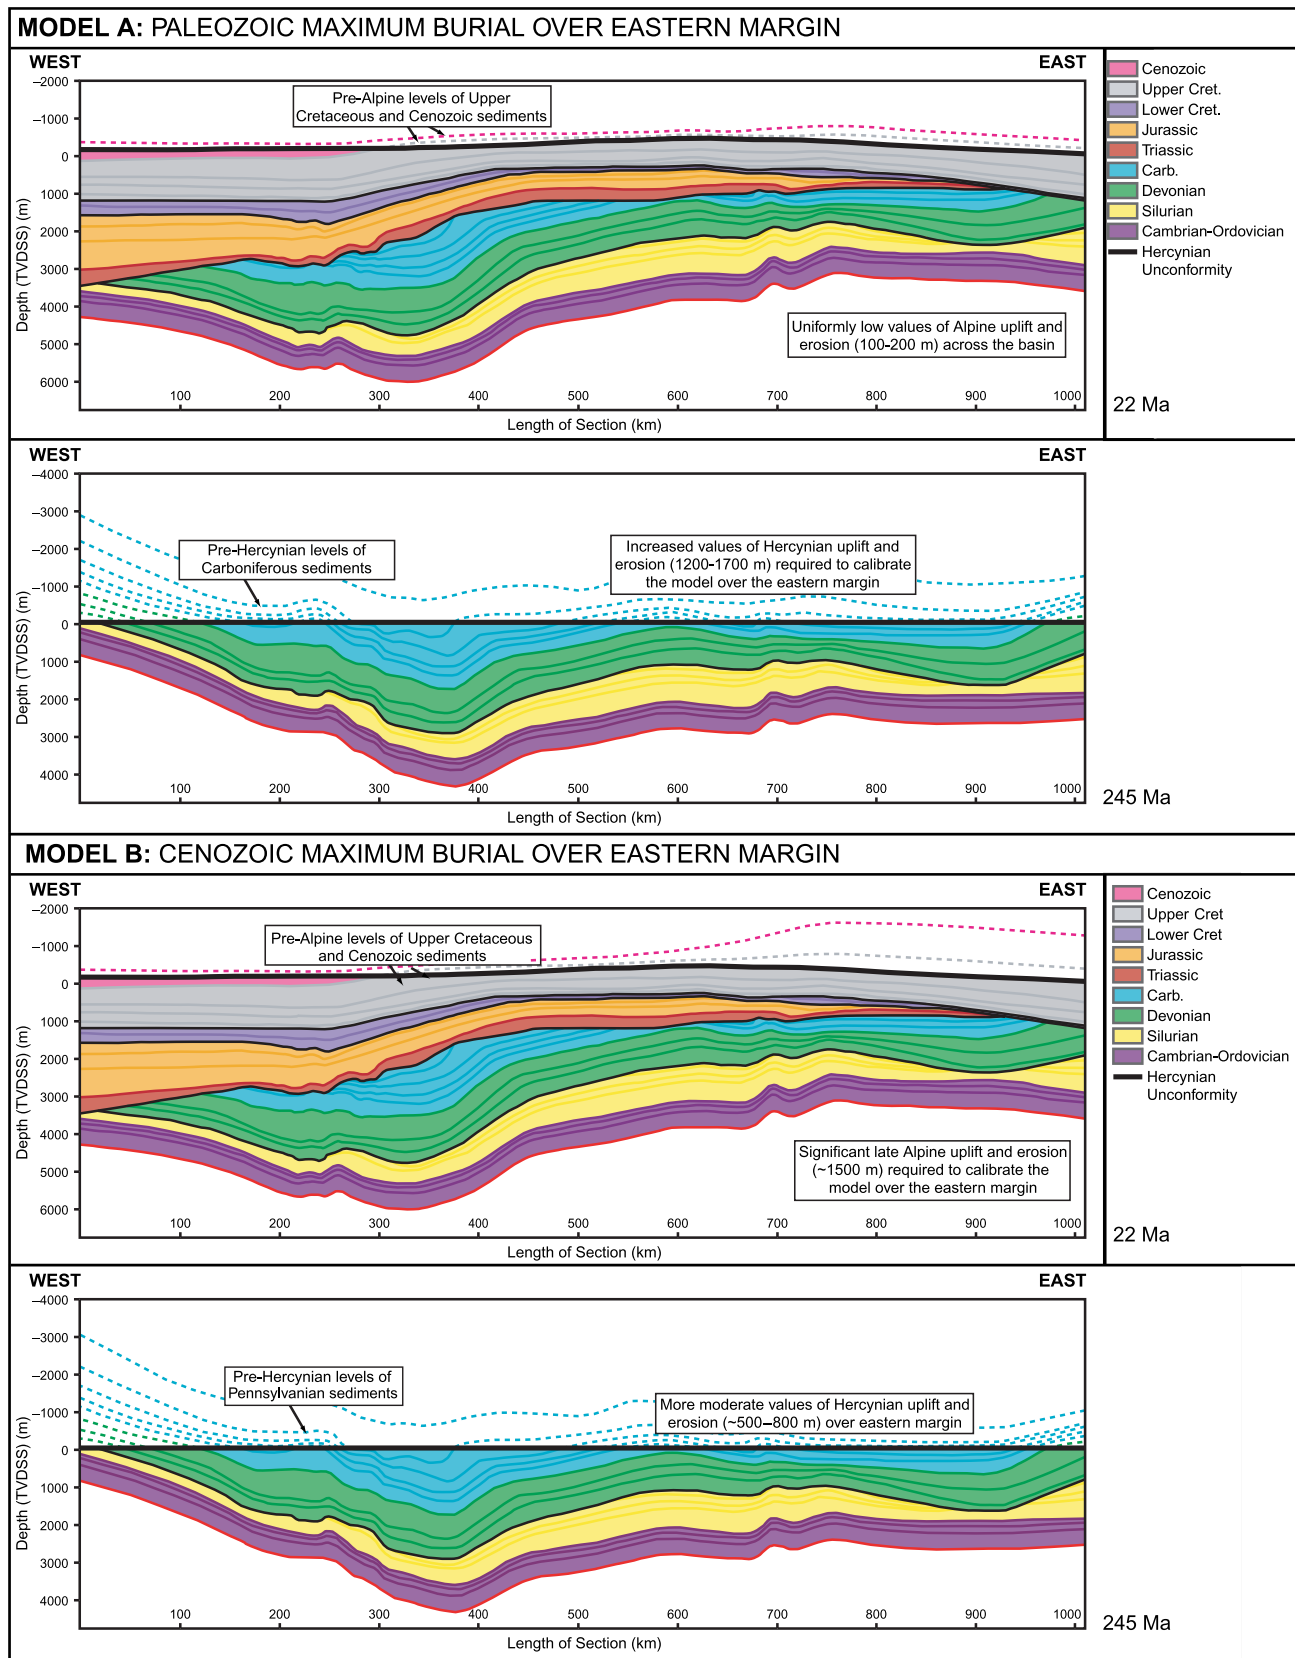 MODEL A: PALEOZOIC MAXIMUM BURIAL OVER EASTERN MARGIN
WEST
EAST
Depth (TVDSS) (m)
–2000
–1000
0
1000
2000
3000
4000
5000
6000
Pre-Alpine levels of Upper
Cretaceous and Cenozoic sediments
Uniformly low values of Alpine uplift and
erosion (100-200 m) across the basin
100 200 300 400 500 600 700 800 900 1000
Length of Section (km)
Cenozoic
Upper Cret.
Lower Cret.
Jurassic
Triassic
Carb.
Devonian
Silurian
Cambrian-Ordovician
Hercynian
Unconformity
22 Ma
WEST
EAST
Depth (TVDSS) (m)
–4000
–3000
–2000
–1000
0
1000
2000
3000
4000
Pre-Hercynian levels of
Carboniferous sediments
Increased values of Hercynian uplift and
erosion (1200-1700 m) required to calibrate
the model over the eastern margin
100 200 300 400 500 600 700 800 900 1000
Length of Section (km)
245 Ma
MODEL B: CENOZOIC MAXIMUM BURIAL OVER EASTERN MARGIN
WEST
EAST
Depth (TVDSS) (m)
–2000
–1000
0
1000
2000
3000
4000
5000
6000
Pre-Alpine levels of Upper Cretaceous
and Cenozoic sediments
Significant late Alpine uplift and erosion
(~1500 m) required to calibrate the
model over the eastern margin
100 200 300 400 500 600 700 800 900 1000
Length of Section (km)
Cenozoic
Upper Cret
Lower Cret
Jurassic
Triassic
Carb.
Devonian
Silurian
Cambrian-Ordovician
Hercynian
Unconformity
22 Ma
WEST
EAST
Depth (TVDSS) (m)
–4000
–3000
–2000
–1000
0
1000
2000
3000
4000
Pre-Hercynian levels of
Pennsylvanian sediments
More moderate values of Hercynian uplift and
erosion (~500–800 m) over eastern margin
100 200 300 400 500 600 700 800 900 1000
Length of Section (km)
245 Ma